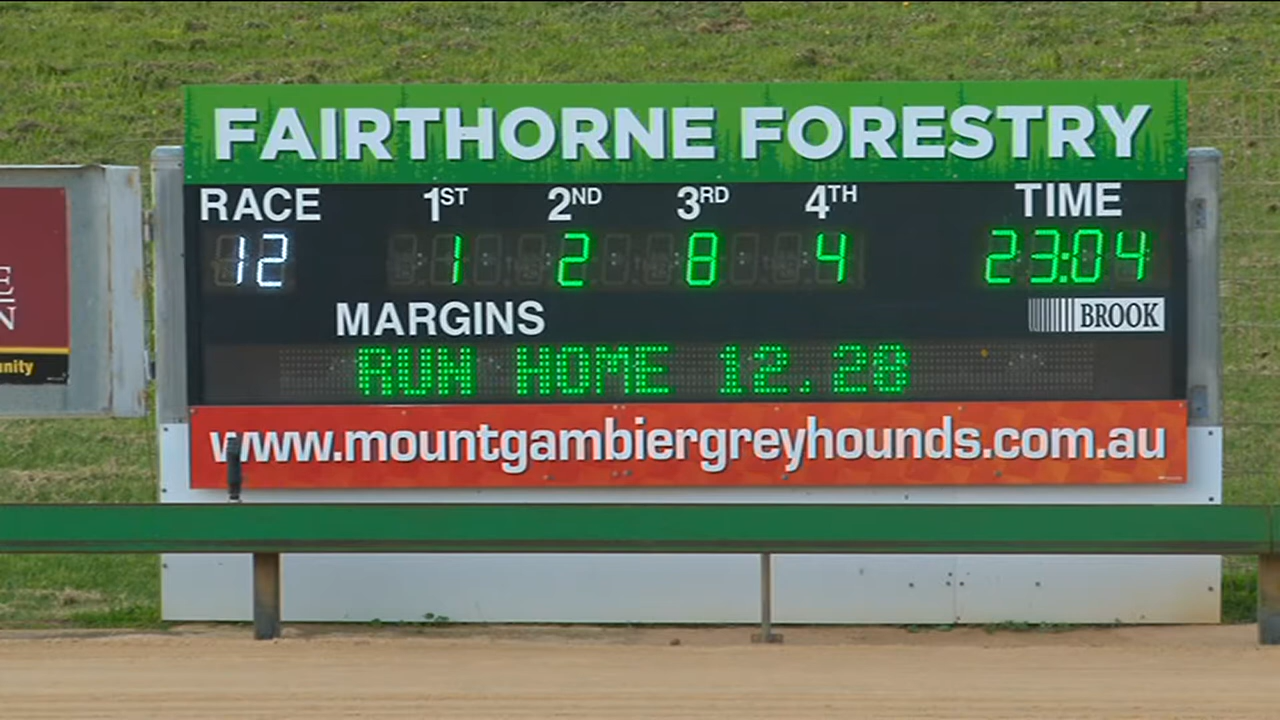 FAIRTHORNE FORESTRY
RACE 1ST 2ND 3RD 4TH TIME
12 1 2 8 4 23:04
MARGINS
BROOK
RUN HOME 12.28
www.mountgambiergreyhounds.com.au
E
N
nity